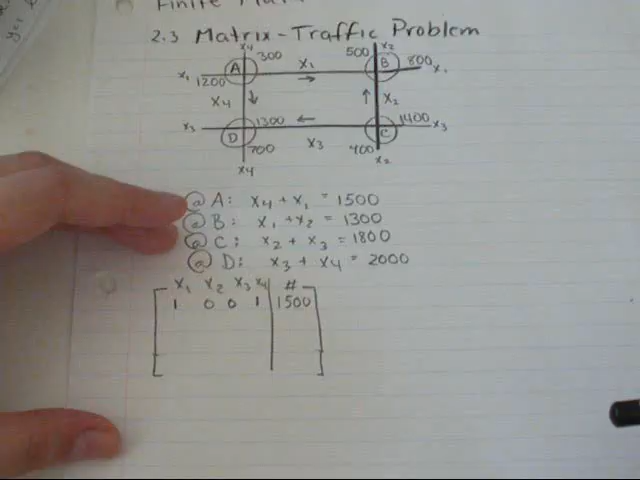 Finite Mat
2.3 Matrix-Traffic Problem
x4 300 x1 500 x2
x1 1200 A → B 800 x1
x4 ↓ ↑ x2
x3 1300 ← 1400 x3
D x3 C
700 400
x4 x2
@ A: x4 + x1 = 1500
@ B: x1 + x2 = 1300
@ C: x2 + x3 = 1800
@ D: x3 + x4 = 2000
x1 x2 x3 x4 #
1 0 0 1 1500